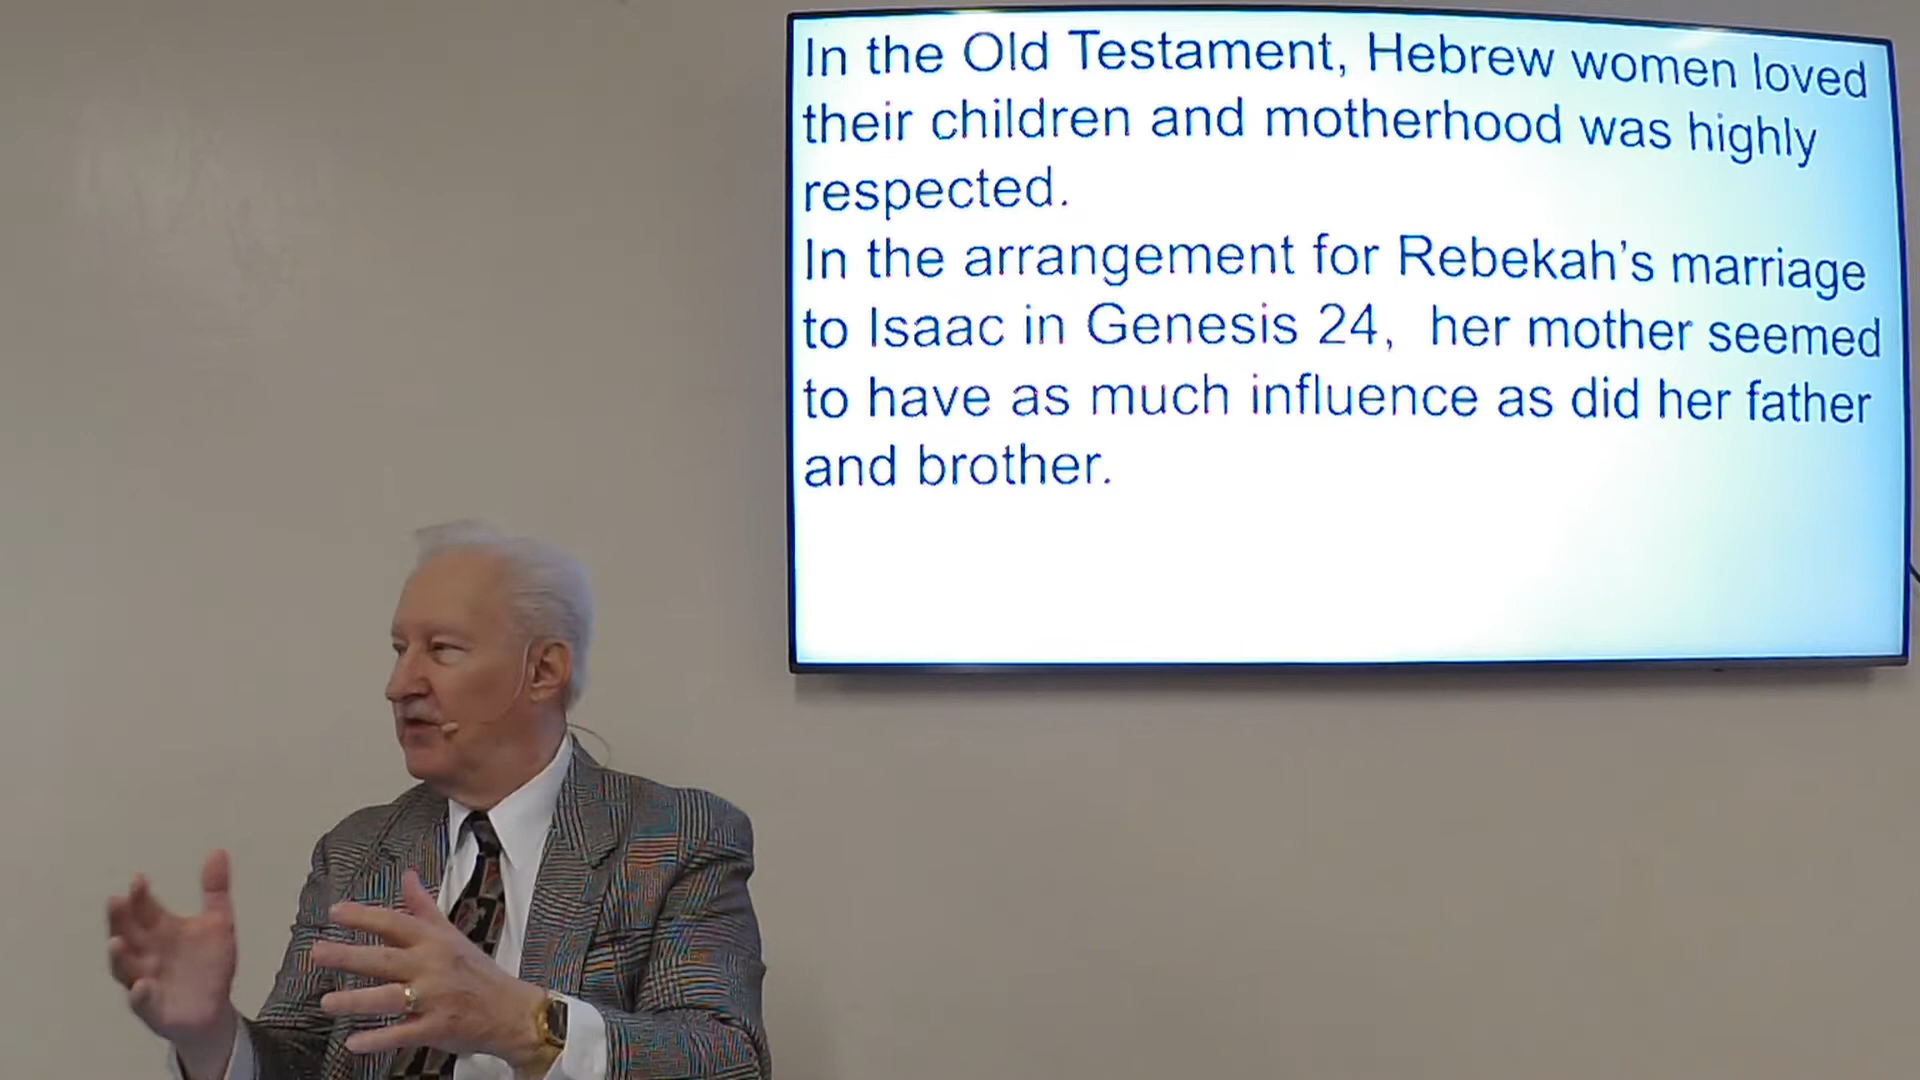 In the Old Testament, Hebrew women loved
their children and motherhood was highly
respected.
In the arrangement for Rebekah’s marriage
to Isaac in Genesis 24,  her mother seemed
to have as much influence as did her father
and brother.